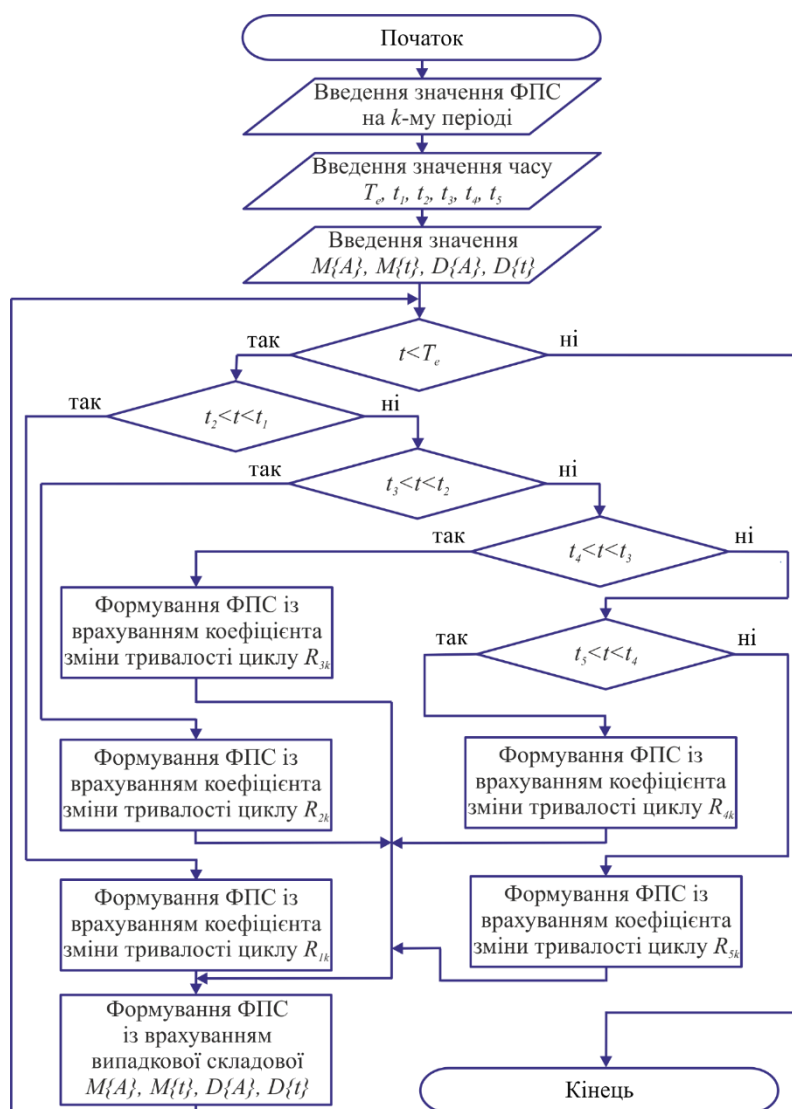 Початок
Введення значення ФПС
на k-му періоді
Введення значення часу
Te, t1, t2, t3, t4, t5
Введення значення
M{A}, M{t}, D{A}, D{t}
так
ні
t<Te
так
ні
t2<t<t1
так
ні
t3<t<t2
так
ні
t4<t<t3
Формування ФПС із
врахуванням коефіцієнта
зміни тривалості циклу R3k
так
ні
t5<t<t4
Формування ФПС із
врахуванням коефіцієнта
зміни тривалості циклу R2k
Формування ФПС із
врахуванням коефіцієнта
зміни тривалості циклу R4k
Формування ФПС із
врахуванням коефіцієнта
зміни тривалості циклу R1k
Формування ФПС із
врахуванням коефіцієнта
зміни тривалості циклу R5k
Формування ФПС
із врахуванням
випадкової складової
M{A}, M{t}, D{A}, D{t}
Кінець